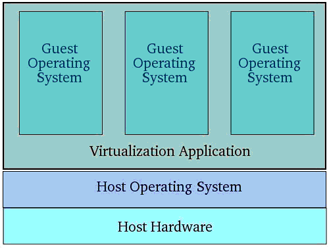 Guest
Operating
System
Guest
Operating
System
Guest
Operating
System
Virtualization Application
Host Operating System
Host Hardware